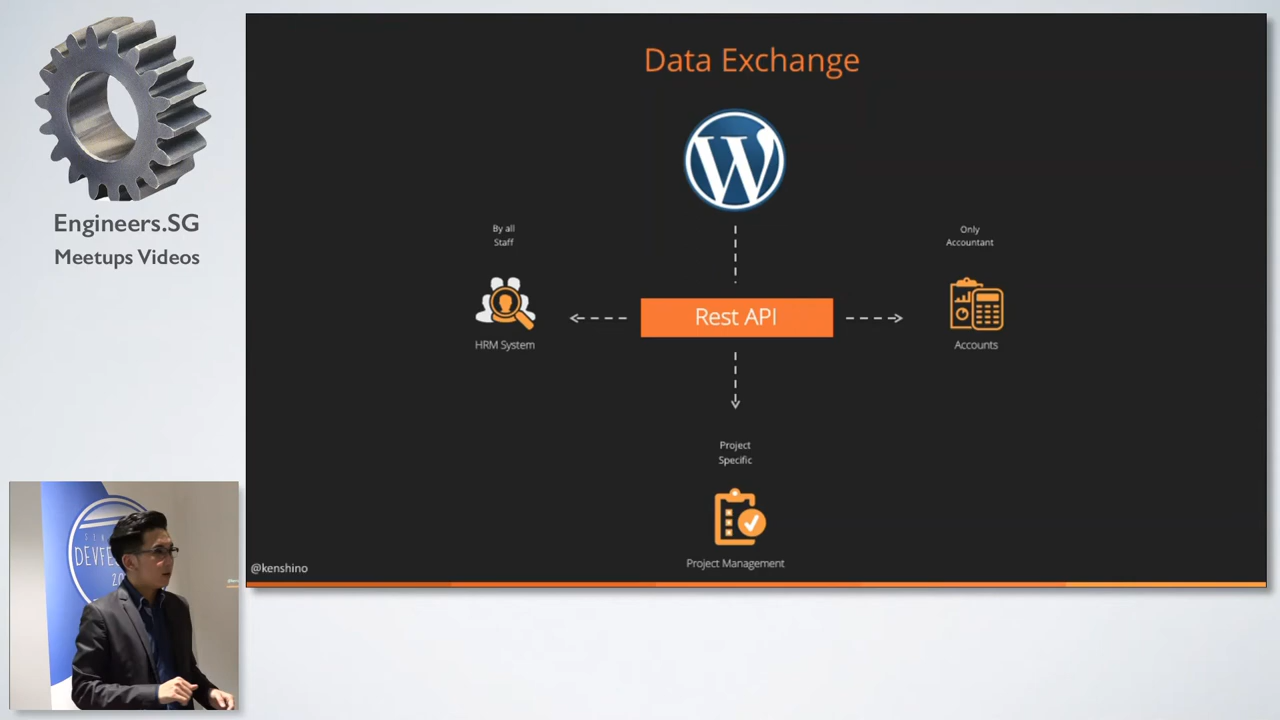 Engineers.SG
Meetups Videos
Data Exchange
By all
Staff
Only
Accountant
Rest API
HRM System
Accounts
Project
Specific
Project Management
@kenshino
DEVFE